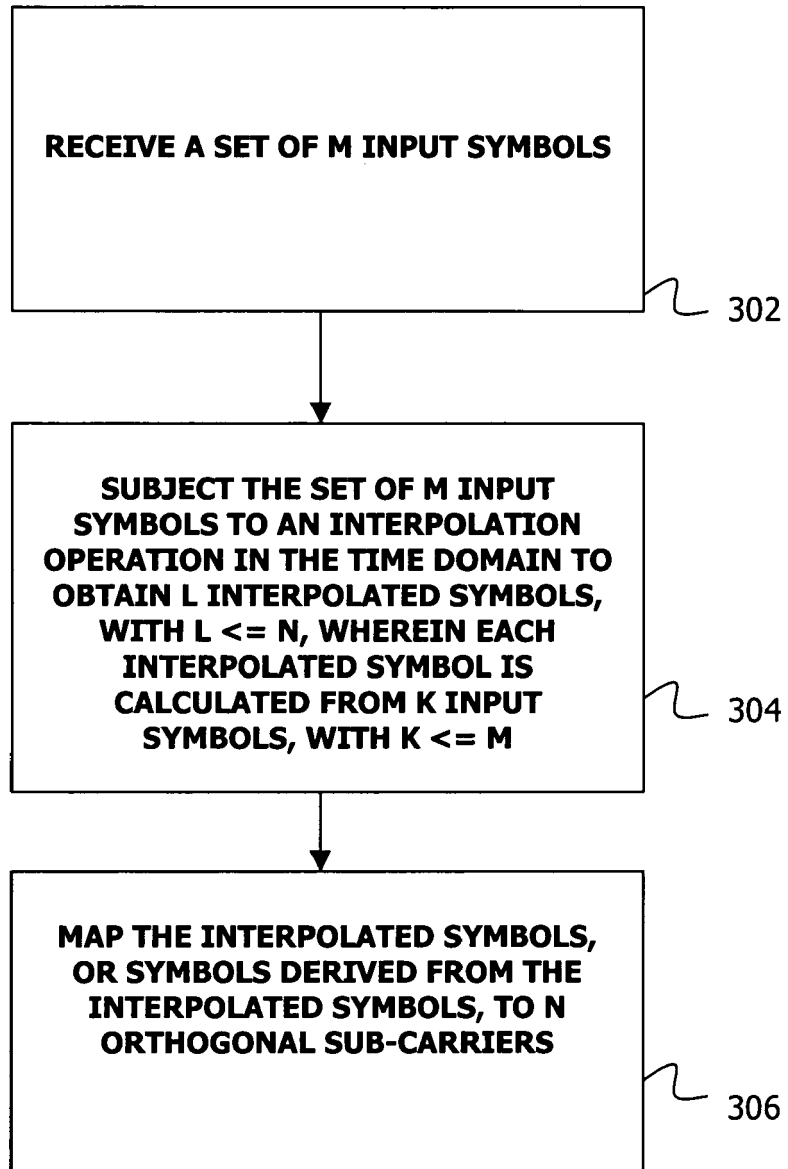 RECEIVE A SET OF M INPUT SYMBOLS
302
SUBJECT THE SET OF M INPUT
SYMBOLS TO AN INTERPOLATION
OPERATION IN THE TIME DOMAIN TO
OBTAIN L INTERPOLATED SYMBOLS,
WITH L <= N, WHEREIN EACH
INTERPOLATED SYMBOL IS
CALCULATED FROM K INPUT
SYMBOLS, WITH K <= M
304
MAP THE INTERPOLATED SYMBOLS,
OR SYMBOLS DERIVED FROM THE
INTERPOLATED SYMBOLS, TO N
ORTHOGONAL SUB-CARRIERS
306